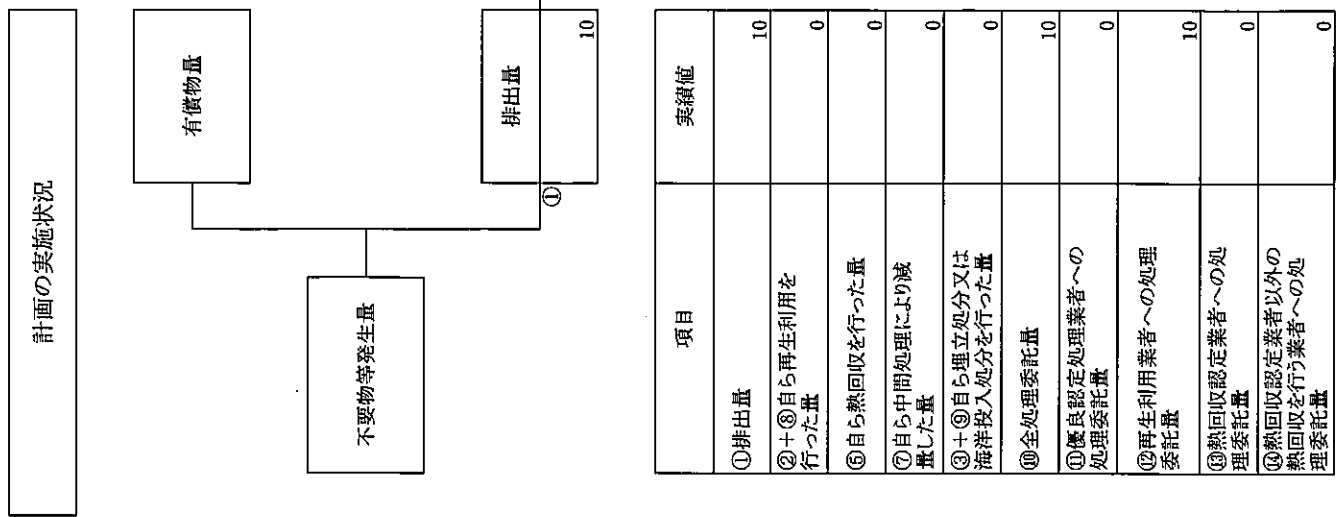 計画の実施状況
有償物量
不要物等発生量
①
排出量
10
項目
実績値
①排出量
10
②+⑧自ら再生利用を
行った量
0
⑤自ら熱回収を行った量
0
⑦自ら中間処理により減
量した量
0
③+⑨自ら埋立処分又は
海洋投入処分を行った量
0
⑩全処理委託量
10
⑪優良認定処理業者への
処理委託量
0
⑫再生利用業者への処理
委託量
10
⑬熱回収認定業者への処
理委託量
0
⑭熱回収認定業者以外の
熱回収を行う業者への処
理委託量
0